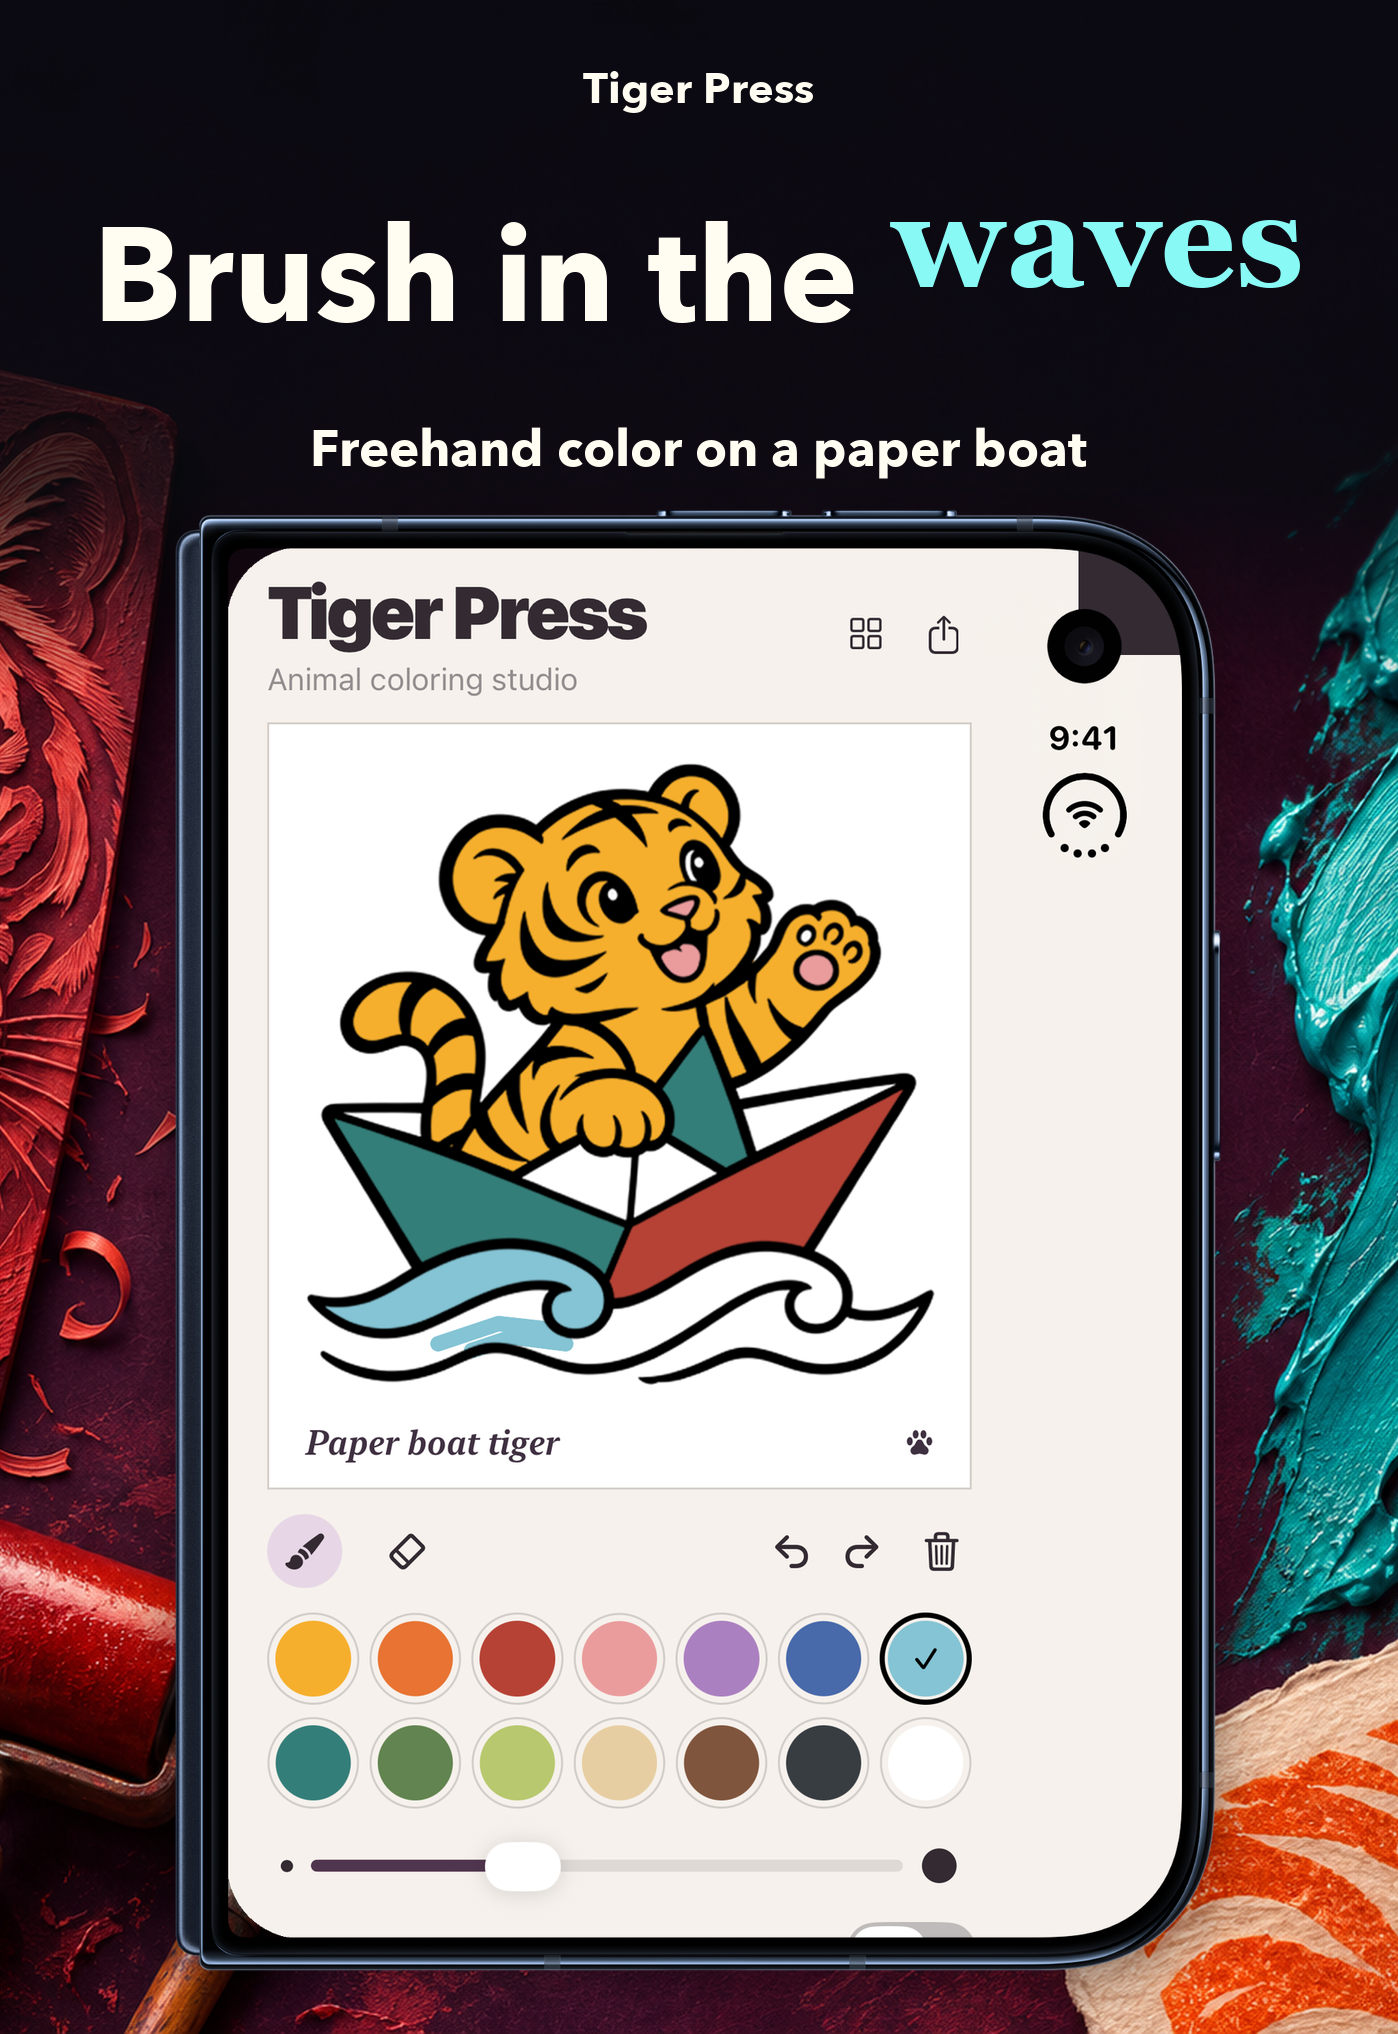 Tiger Press
Brush in the waves
Freehand color on a paper boat
Tiger Press
Animal coloring studio
9:41
Paper boat tiger